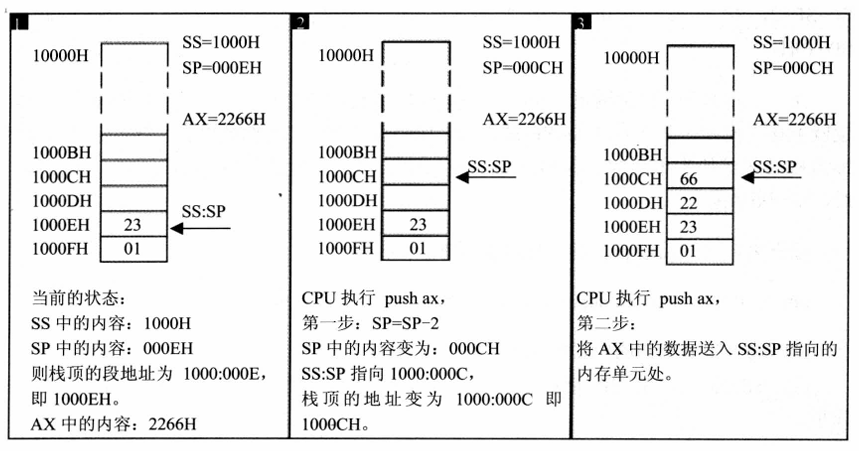 1
SS=1000H
10000H
SP=000EH
AX=2266H
1000BH
1000CH
1000DH
SS:SP
1000EH 23
1000FH 01
当前的状态：
SS 中的内容：1000H
SP 中的内容：000EH
则栈顶的段地址为 1000:000E，
即 1000EH。
AX 中的内容：2266H
2
SS=1000H
10000H
SP=000CH
AX=2266H
1000BH
SS:SP
1000CH
1000DH
1000EH 23
1000FH 01
CPU 执行 push ax，
第一步：SP=SP-2
SP 中的内容变为：000CH
SS:SP 指向 1000:000C，
栈顶的地址变为 1000:000C 即
1000CH。
3
SS=1000H
10000H
SP=000CH
AX=2266H
1000BH
SS:SP
1000CH 66
1000DH 22
1000EH 23
1000FH 01
CPU 执行 push ax，
第二步：
将 AX 中的数据送入 SS:SP 指向的
内存单元处。